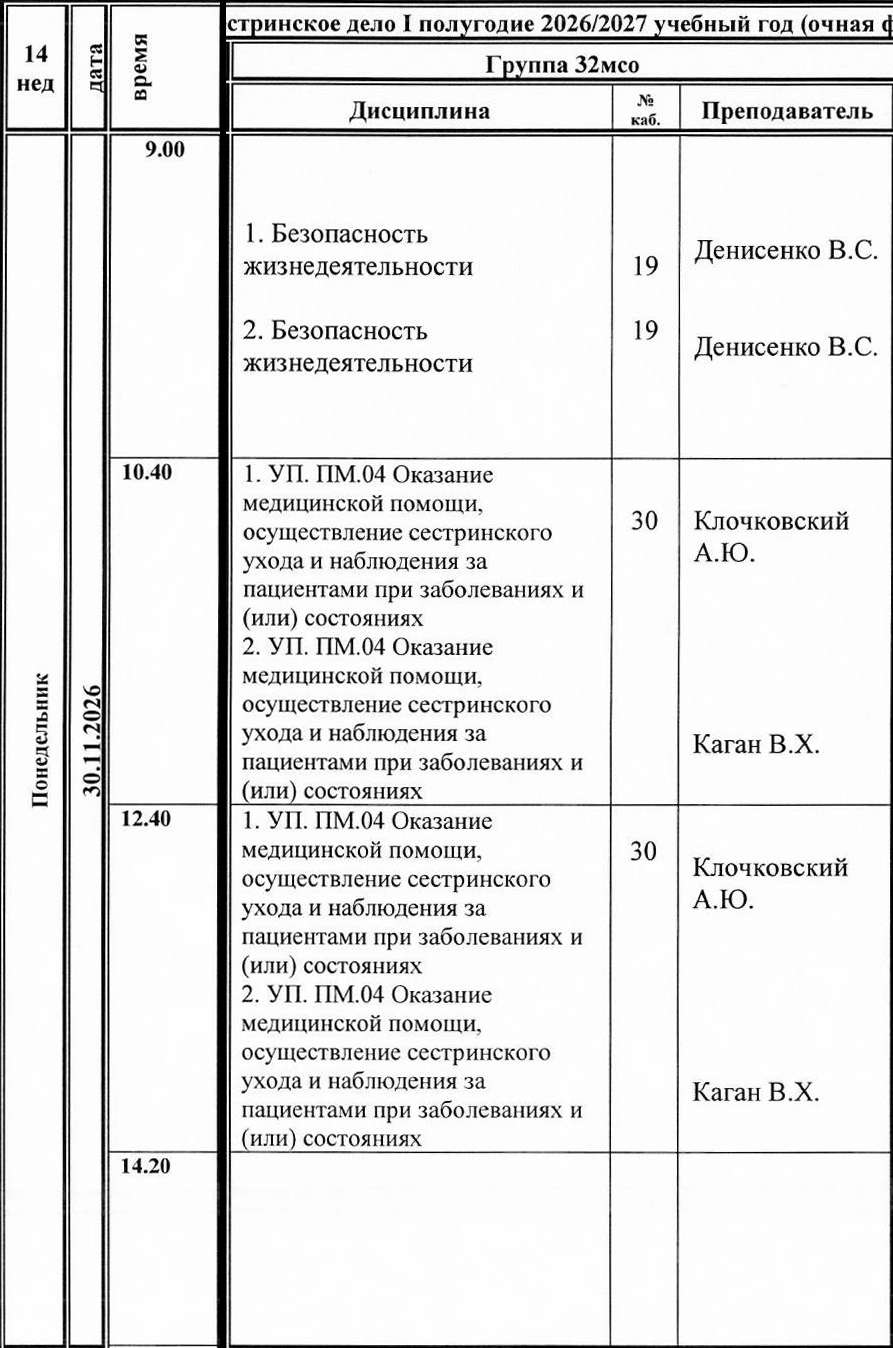 14
нед
дата
время
стринское дело I полугодие 2026/2027 учебный год (очная ф
Группа 32мсо
Дисциплина
№
каб.
Преподаватель
Понедельник
30.11.2026
9.00
1. Безопасность
жизнедеятельности
19
Денисенко В.С.
2. Безопасность
жизнедеятельности
19
Денисенко В.С.
10.40
1. УП. ПМ.04 Оказание
медицинской помощи,
осуществление сестринского
ухода и наблюдения за
пациентами при заболеваниях и
(или) состояниях
30
Клочковский
А.Ю.
2. УП. ПМ.04 Оказание
медицинской помощи,
осуществление сестринского
ухода и наблюдения за
пациентами при заболеваниях и
(или) состояниях
Каган В.Х.
12.40
1. УП. ПМ.04 Оказание
медицинской помощи,
осуществление сестринского
ухода и наблюдения за
пациентами при заболеваниях и
(или) состояниях
30
Клочковский
А.Ю.
2. УП. ПМ.04 Оказание
медицинской помощи,
осуществление сестринского
ухода и наблюдения за
пациентами при заболеваниях и
(или) состояниях
Каган В.Х.
14.20